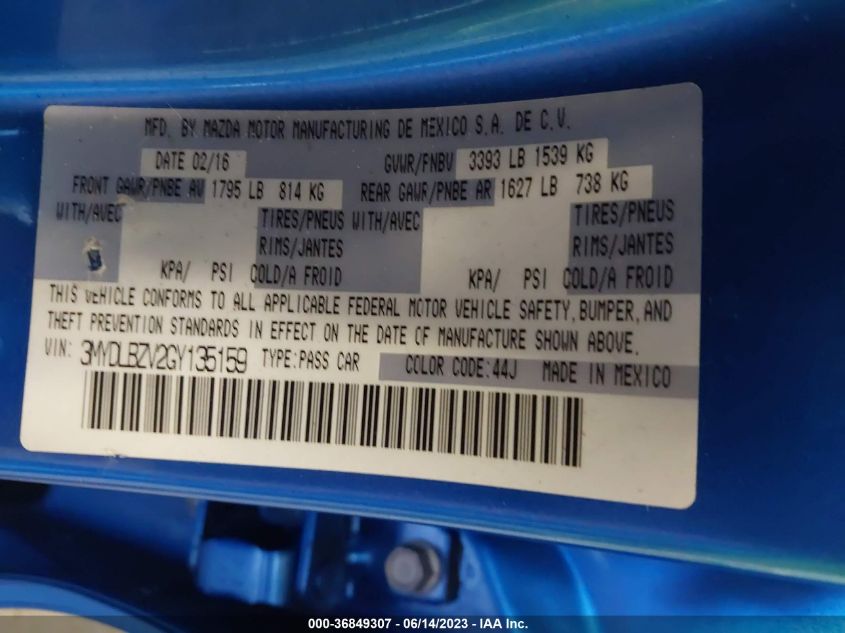 MFD. BY MAZDA MOTOR MANUFACTURING DE MEXICO S.A. DE C.V.
DATE 02/16 GVWR/PNBV 3393 LB 1539 KG
FRONT GAWR/PNBE AV 1795 LB 814 KG REAR GAWR/PNBE AR 1627 LB 738 KG
WITH/AVEC TIRES/PNEUS WITH/AVEC TIRES/PNEUS
RIMS/JANTES RIMS/JANTES
KPA/ PSI COLD/A FROID KPA/ PSI COLD/A FROID
THIS VEHICLE CONFORMS TO ALL APPLICABLE FEDERAL MOTOR VEHICLE SAFETY, BUMPER, AND
THEFT PREVENTION STANDARDS IN EFFECT ON THE DATE OF MANUFACTURE SHOWN ABOVE.
VIN: 3MYDLBZV2GY135159 TYPE:PASS CAR COLOR CODE:44J MADE IN MEXICO
000-36849307 - 06/14/2023 - IAAI.com